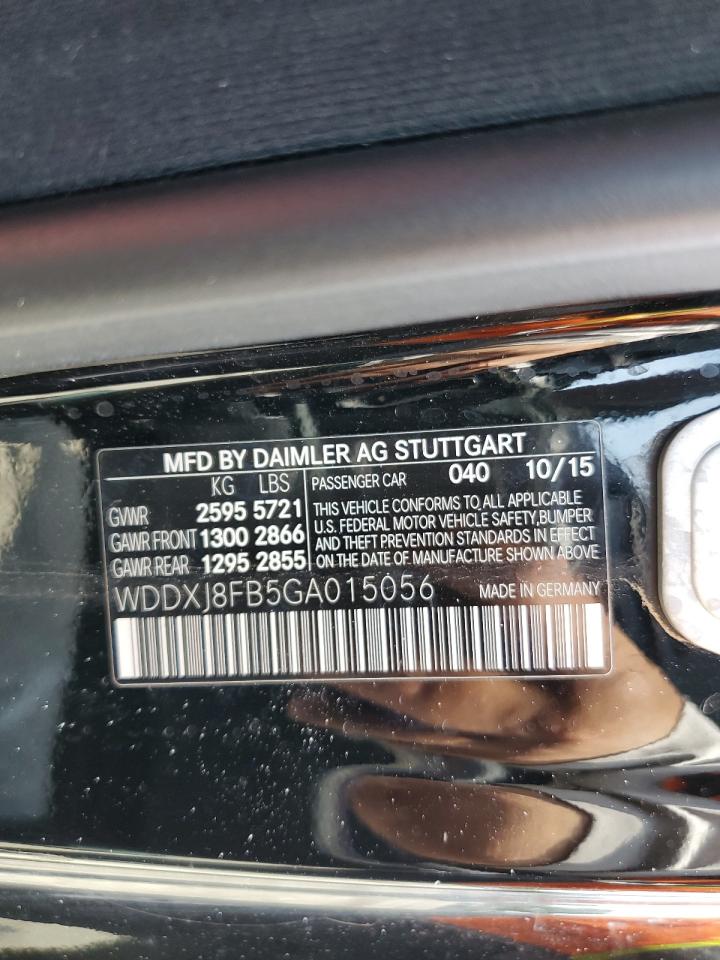 MFD BY DAIMLER AG STUTTGART
KG LBS PASSENGER CAR 040 10/15
GVWR 2595 5721 THIS VEHICLE CONFORMS TO ALL APPLICABLE
GAWR FRONT 1300 2866 U.S. FEDERAL MOTOR VEHICLE SAFETY, BUMPER
GAWR REAR 1295 2855 AND THEFT PREVENTION STANDARDS IN EFFECT
ON THE DATE OF MANUFACTURE SHOWN ABOVE
WDDXJ8FB5GA015056 MADE IN GERMANY